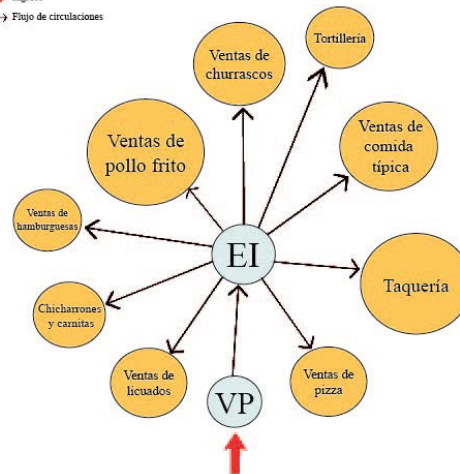 Flujo de circulaciones
Tortillería
Ventas de
churrascos
Ventas de
comida
típica
Ventas de
pollo frito
Ventas de
hamburguesas
EI
Taquería
Chicharrones
y carnitas
Ventas de
licuados
Ventas de
pizza
VP